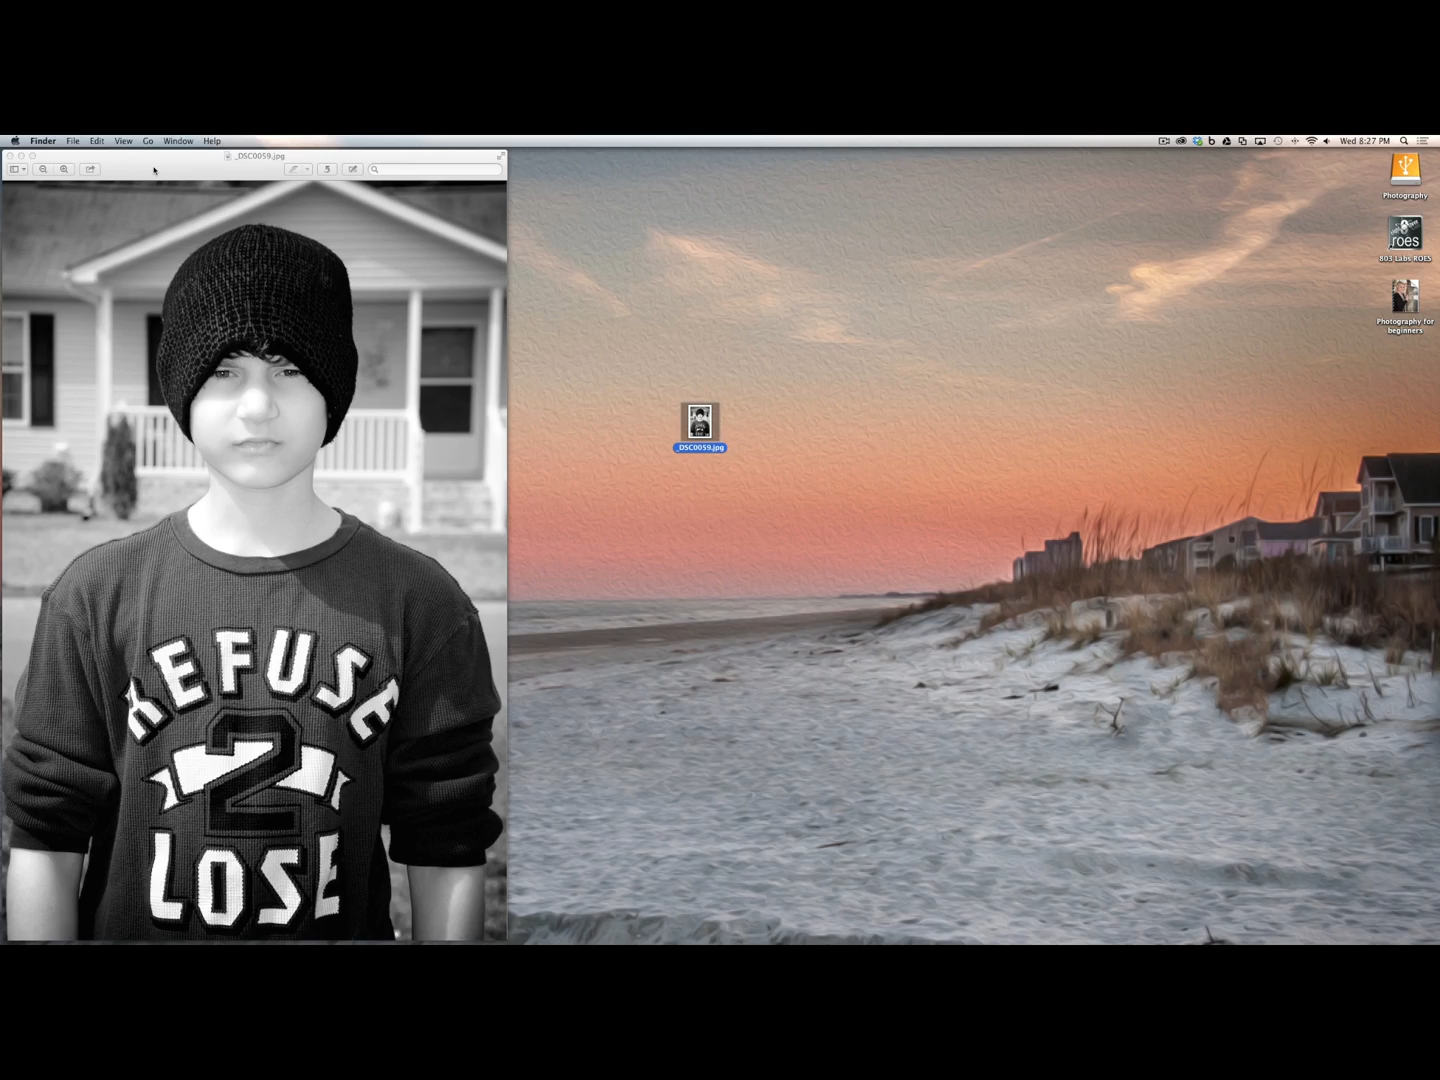 Finder File Edit View Go Window Help
Wed 8:27 PM
_DSC0059.jpg
REFUSE
2
LOSE
_DSC0059.jpg
Photography
roes
803 Labs ROES
Photography for
beginners